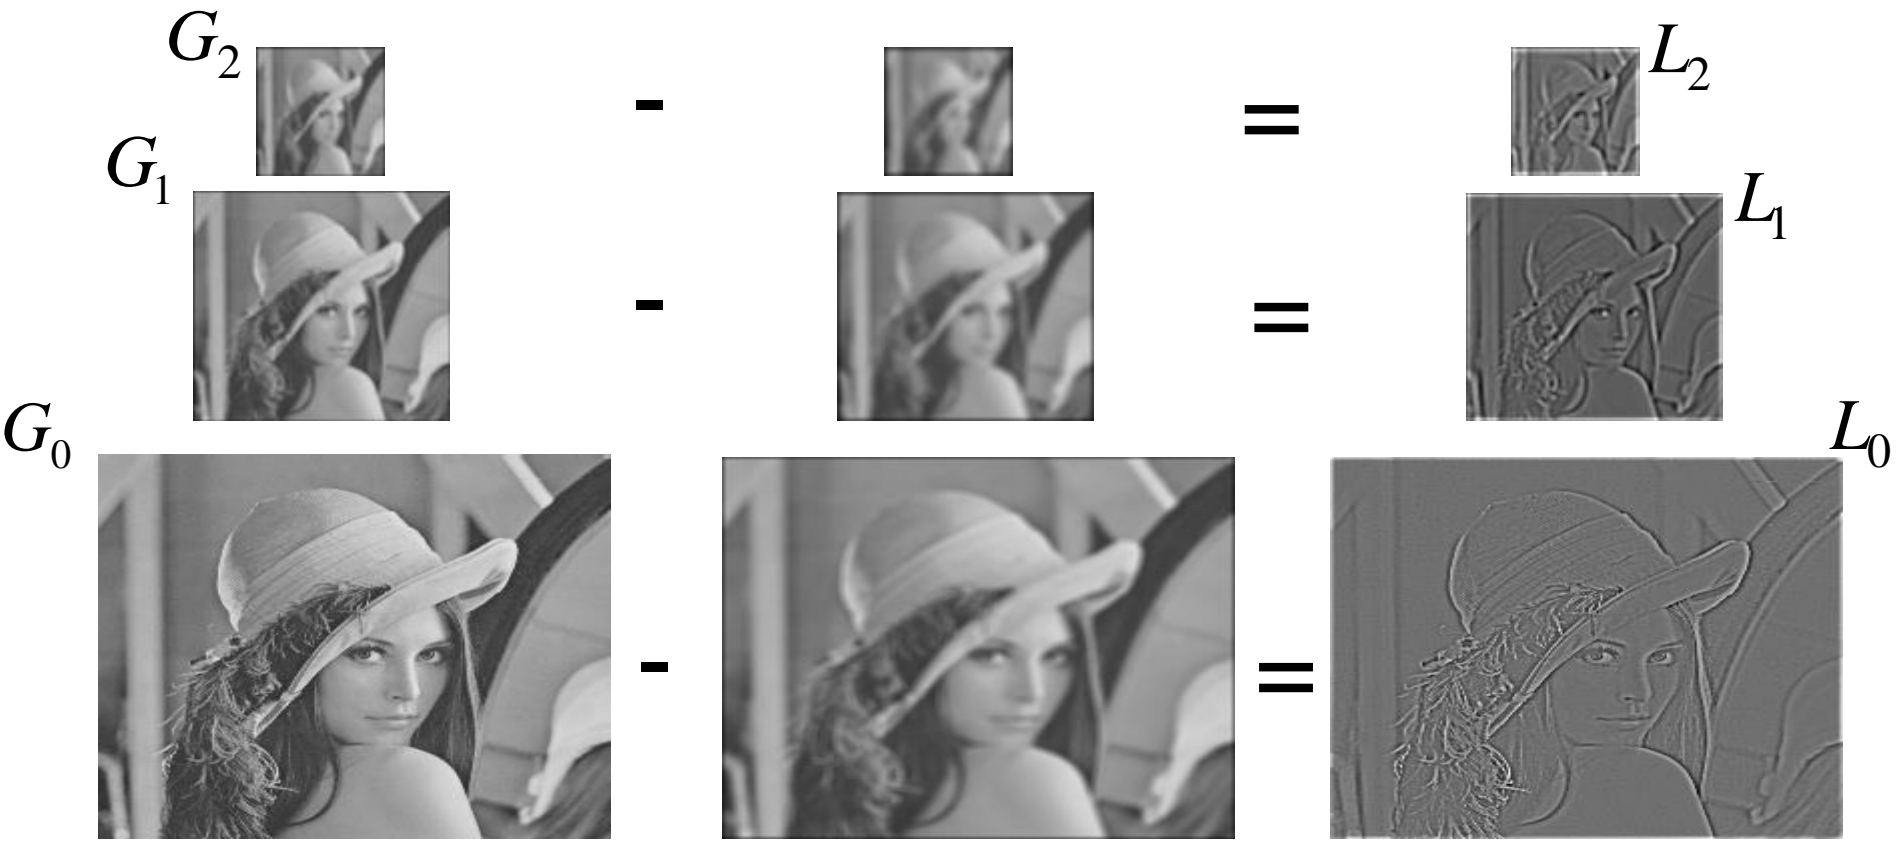 G₂ - = L₂
G₁ - = L₁
G₀ - = L₀